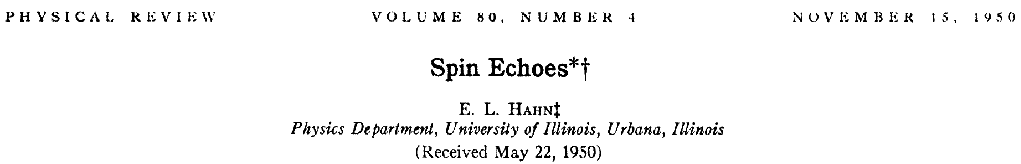 PHYSICAL REVIEW VOLUME 80, NUMBER 4 NOVEMBER 15, 1950
Spin Echoes*†
E. L. HAHN‡
Physics Department, University of Illinois, Urbana, Illinois
(Received May 22, 1950)